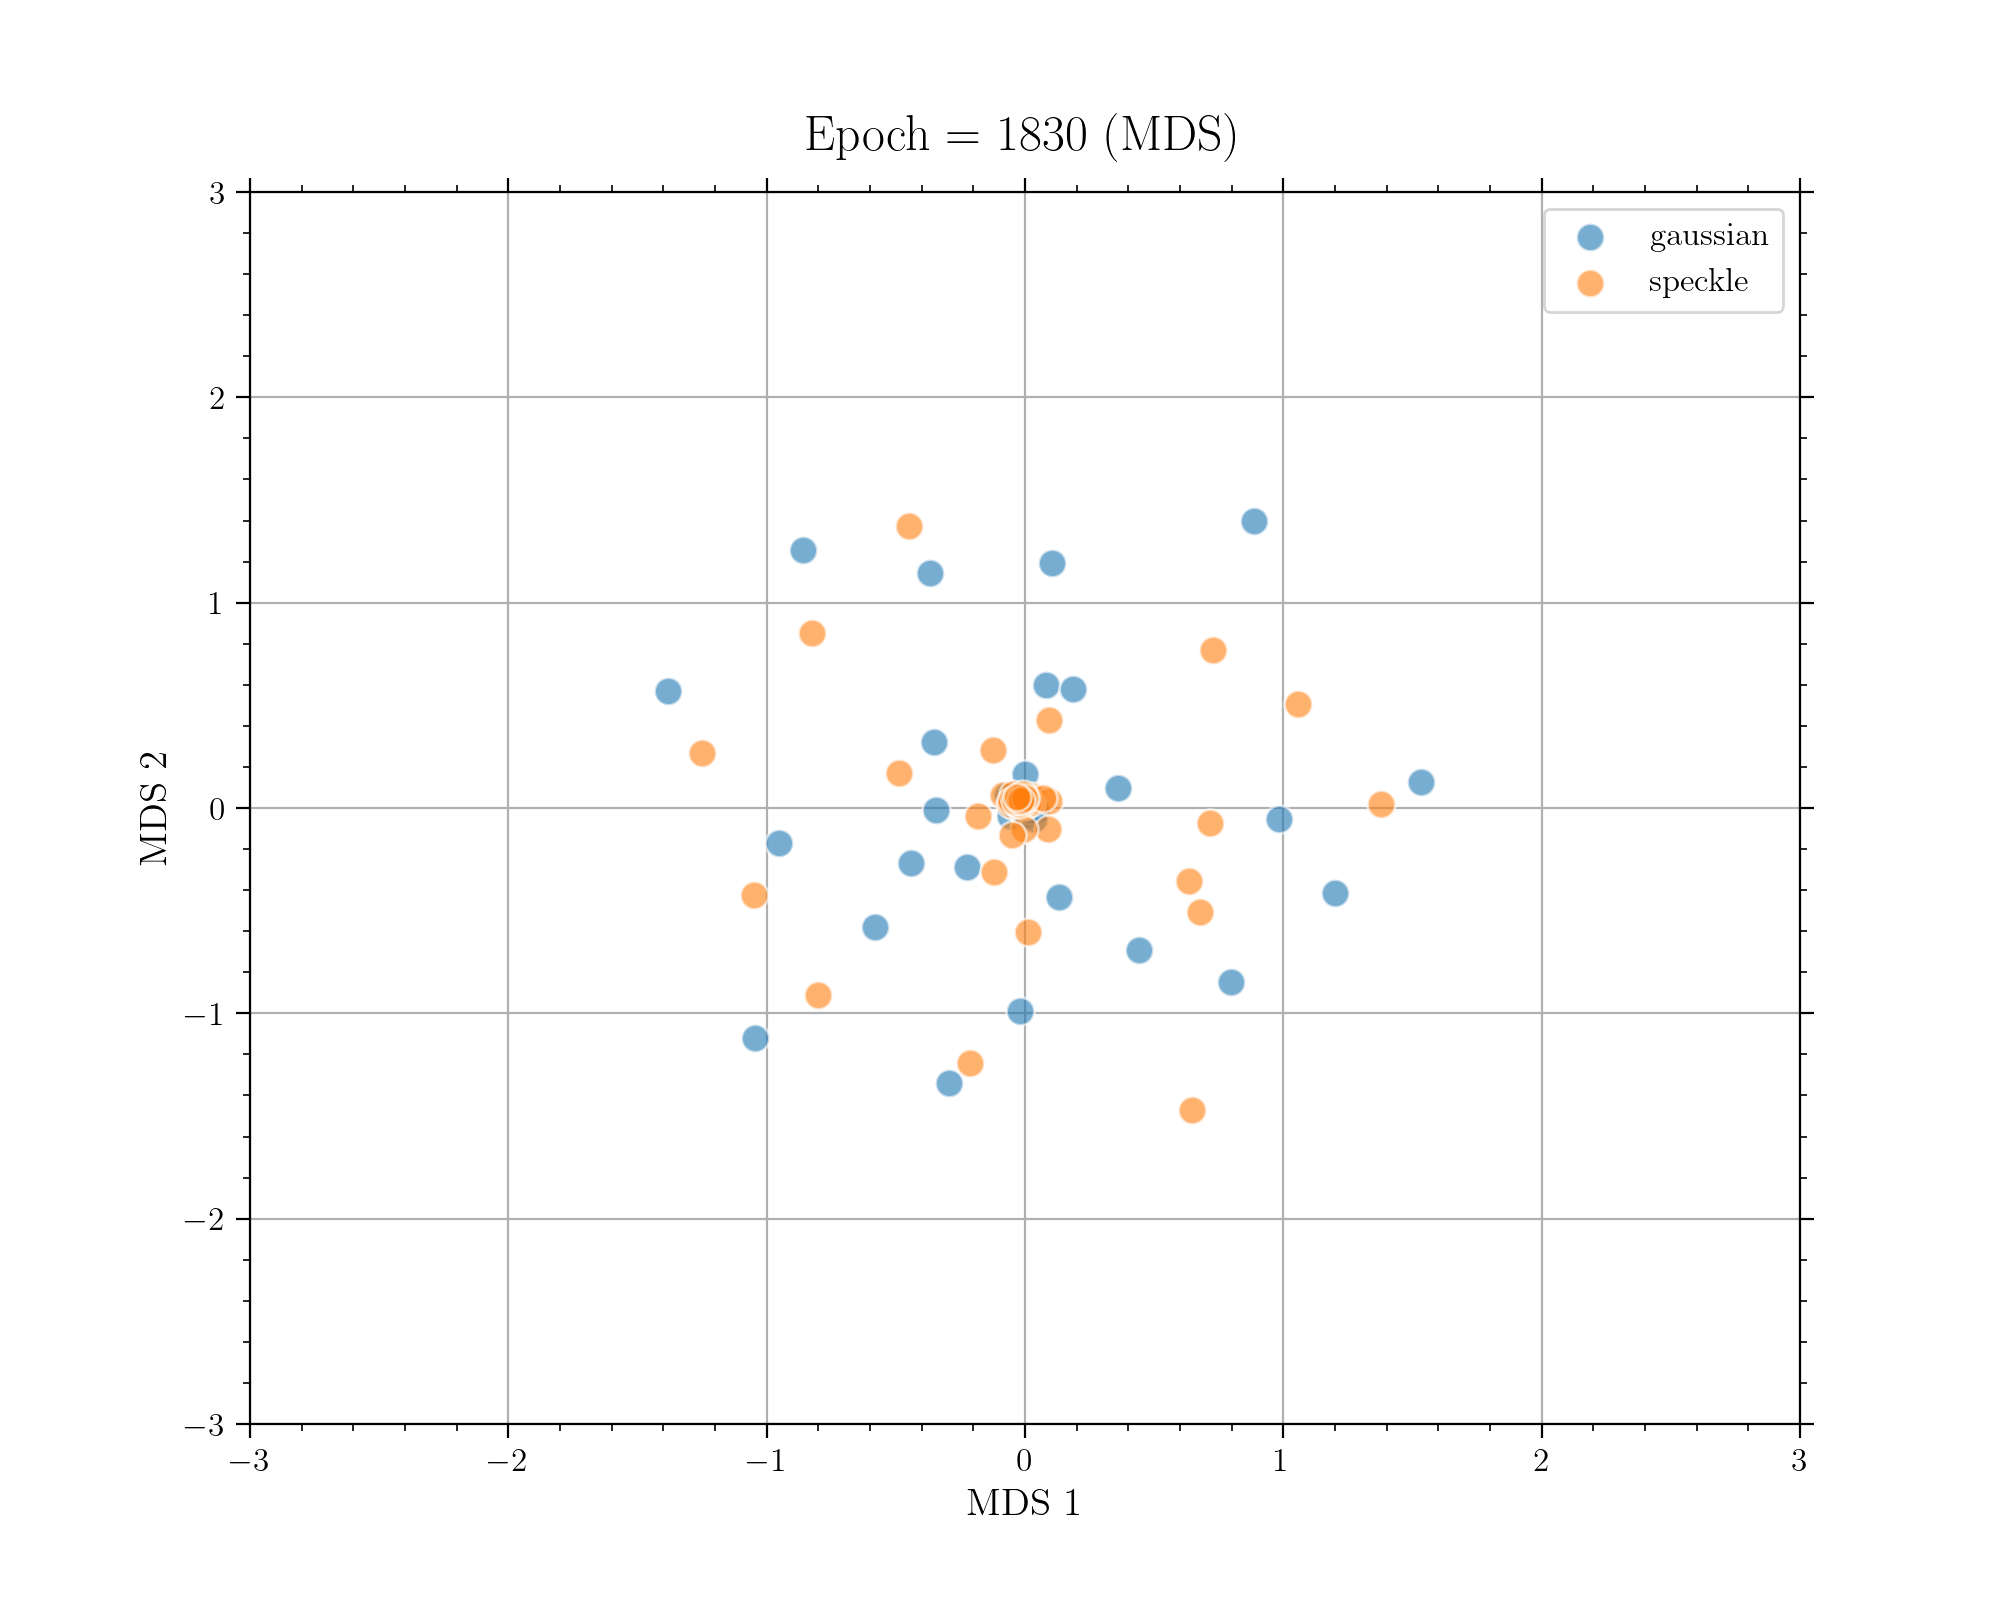 Epoch = 1830 (MDS)
gaussian
speckle
3
2
1
0
−1
−2
−3
MDS 2
−3 −2 −1 0 1 2 3
MDS 1